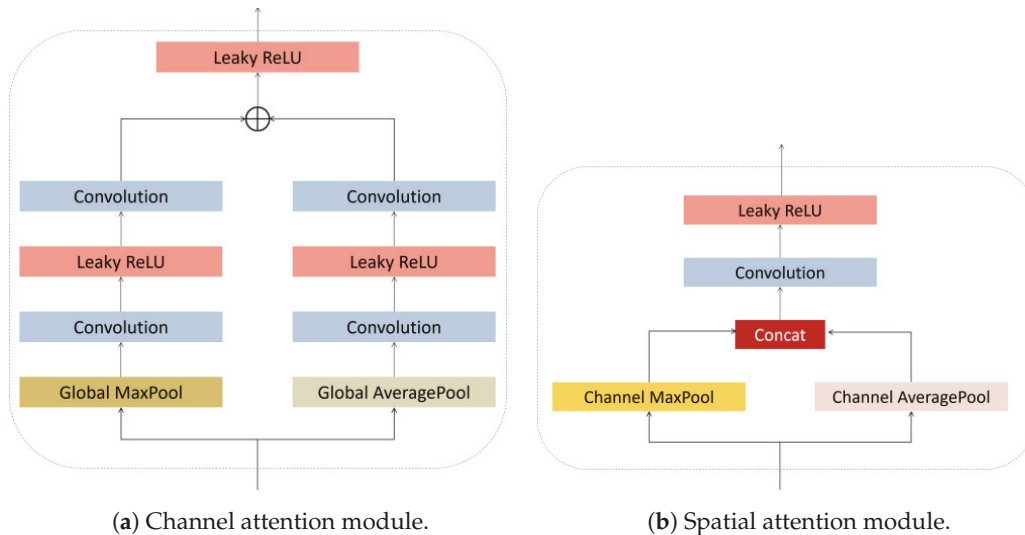 Leaky ReLU
Convolution
Convolution
Leaky ReLU
Leaky ReLU
Convolution
Convolution
Global MaxPool
Global AveragePool
(a) Channel attention module.
Leaky ReLU
Convolution
Concat
Channel MaxPool
Channel AveragePool
(b) Spatial attention module.